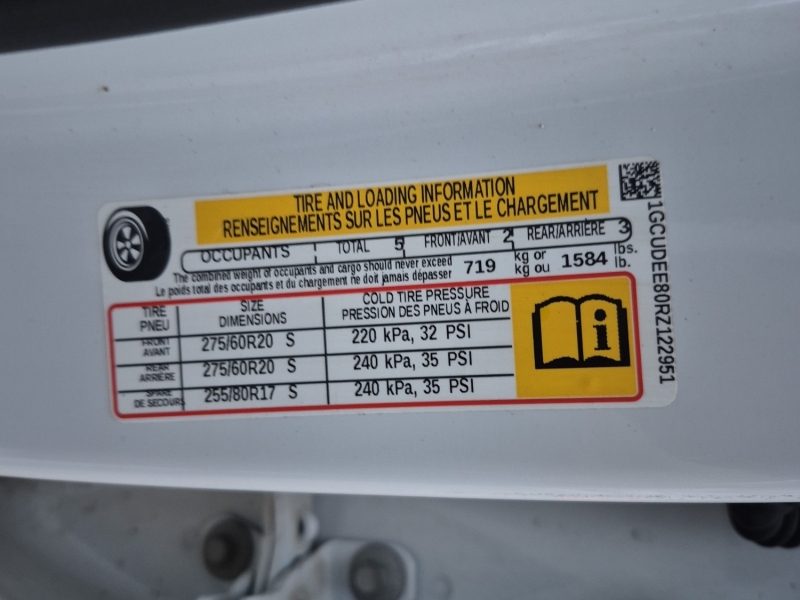 TIRE AND LOADING INFORMATION
RENSEIGNEMENTS SUR LES PNEUS ET LE CHARGEMENT
OCCUPANTS TOTAL 5 FRONT/AVANT 2 REAR/ARRIÈRE 3
The combined weight of occupants and cargo should never exceed 719 kg or 1584 lbs.
Le poids total des occupants et du chargement ne doit jamais dépasser kg ou lb.
TIRE PNEU SIZE DIMENSIONS COLD TIRE PRESSURE PRESSION DES PNEUS À FROID
FRONT AVANT 275/60R20 S 220 kPa, 32 PSI
REAR ARRIÈRE 275/60R20 S 240 kPa, 35 PSI
SPARE DE SECOURS 255/80R17 S 240 kPa, 35 PSI
1GCUDEE80RZ122951